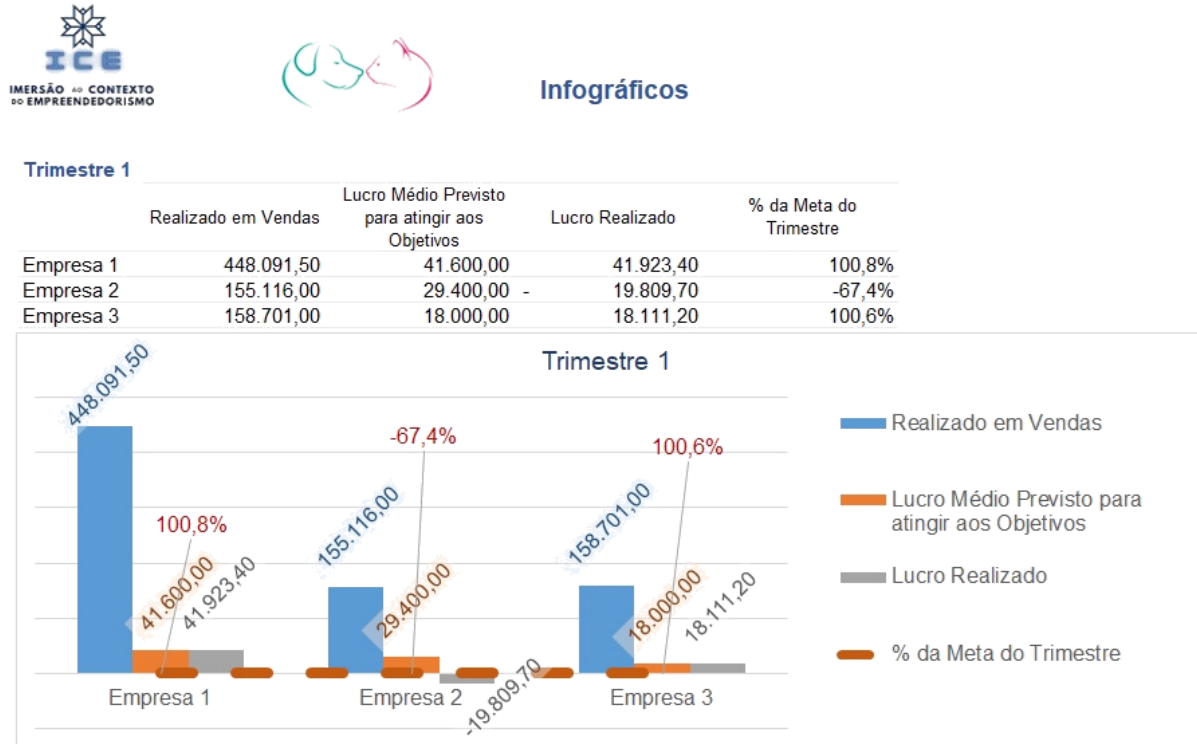 ICE
IMERSÃO AO CONTEXTO
DO EMPREENDEDORISMO
Infográficos
Trimestre 1
Realizado em Vendas
Lucro Médio Previsto
para atingir aos
Objetivos
Lucro Realizado
% da Meta do
Trimestre
Empresa 1 448.091,50 41.600,00 41.923,40 100,8%
Empresa 2 155.116,00 29.400,00 - 19.809,70 -67,4%
Empresa 3 158.701,00 18.000,00 18.111,20 100,6%
Trimestre 1
448.091,50
100,8%
41.600,00
41.923,40
-67,4%
155.116,00
29.400,00
-19.809,70
100,6%
158.701,00
18.000,00
18.111,20
Empresa 1
Empresa 2
Empresa 3
Realizado em Vendas
Lucro Médio Previsto para
atingir aos Objetivos
Lucro Realizado
% da Meta do Trimestre